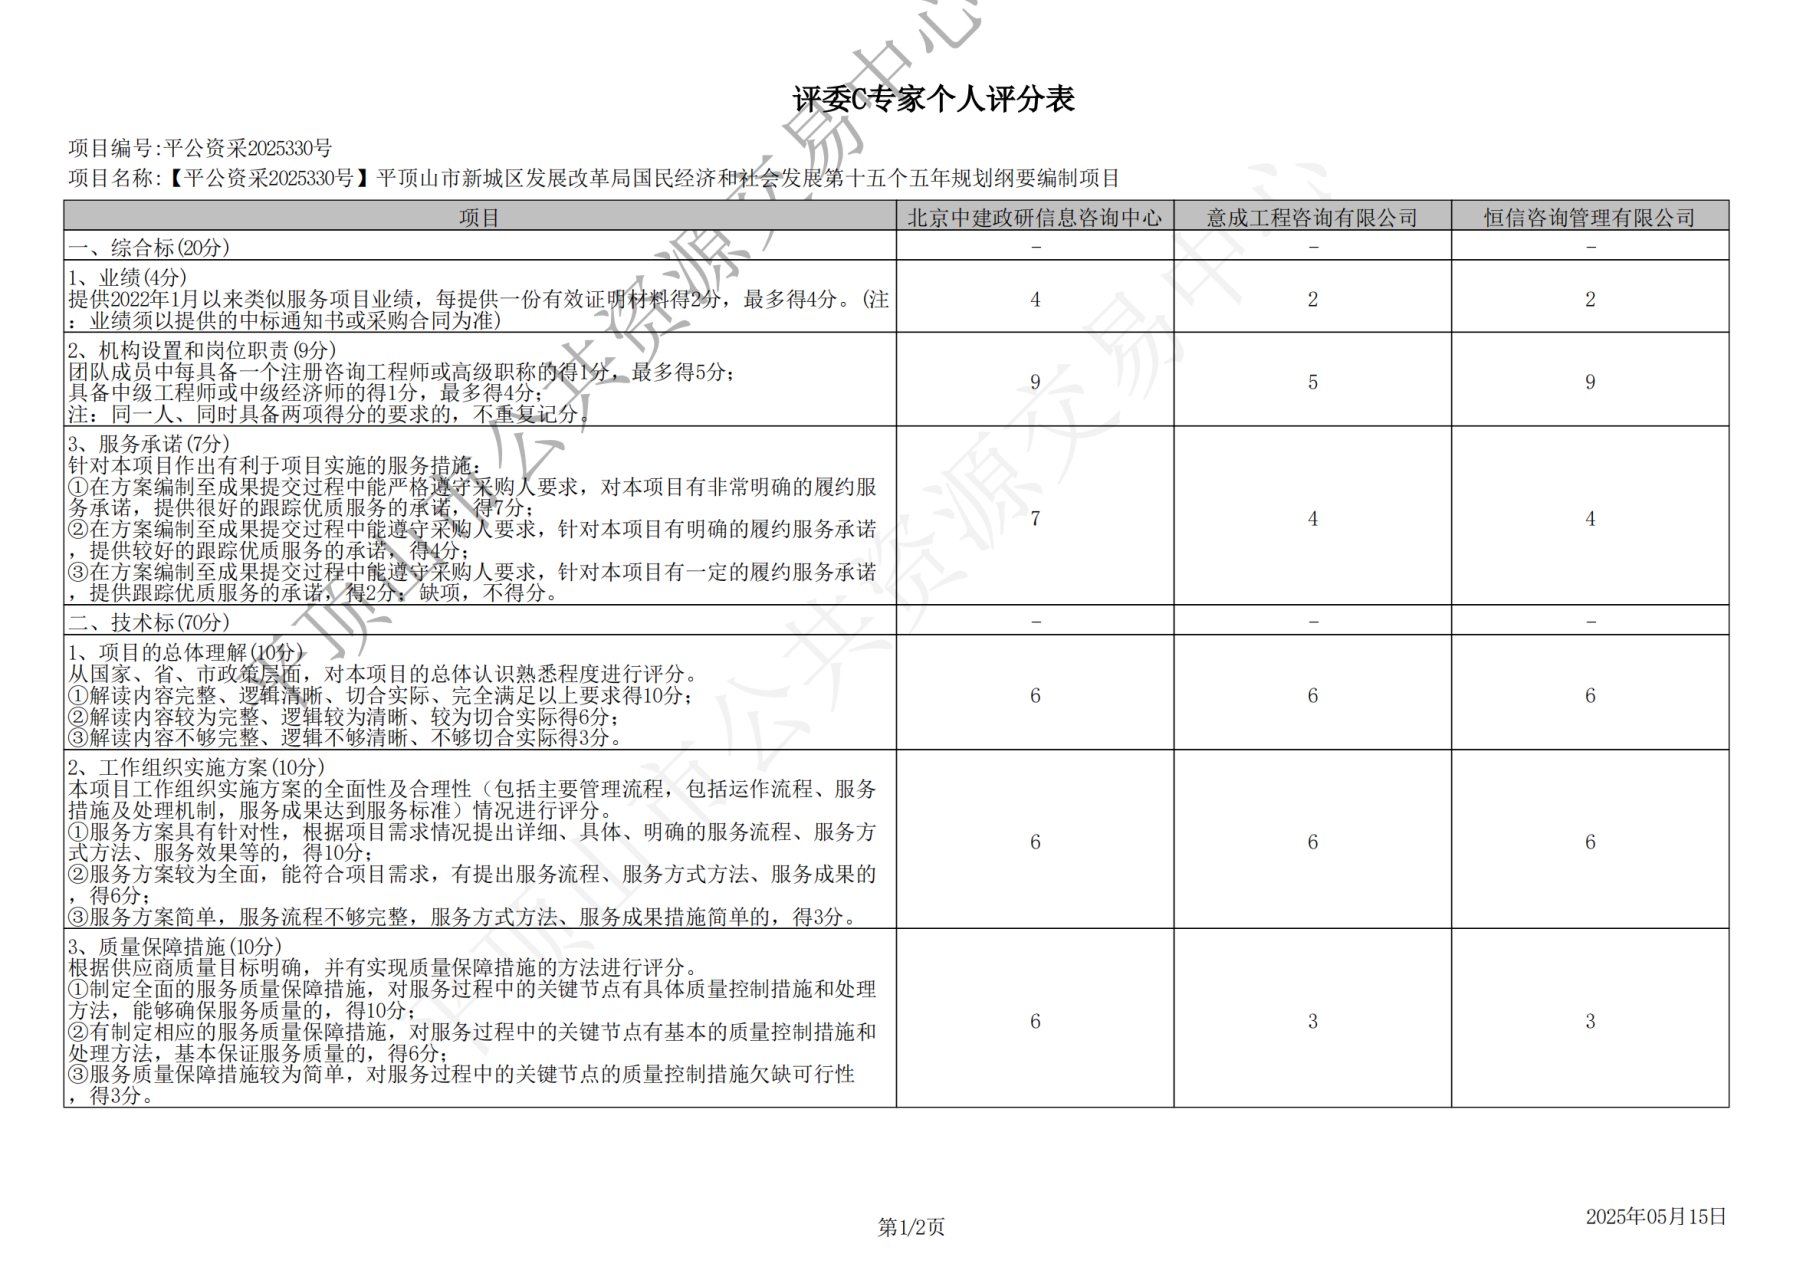 评委C专家个人评分表
项目编号:平公资采2025330号
项目名称:【平公资采2025330号】平顶山市新城区发展改革局国民经济和社会发展第十五个五年规划纲要编制项目
项目 北京中建政研信息咨询中心 意成工程咨询有限公司 恒信咨询管理有限公司
一、综合标(20分) - - -
1、业绩(4分)
提供2022年1月以来类似服务项目业绩，每提供一份有效证明材料得2分，最多得4分。(注
：业绩须以提供的中标通知书或采购合同为准)
4 2 2
2、机构设置和岗位职责(9分)
团队成员中每具备一个注册咨询工程师或高级职称的得1分，最多得5分；
具备中级工程师或中级经济师的得1分，最多得4分；
注：同一人、同时具备两项得分的要求的，不重复记分。
9 5 9
3、服务承诺(7分)
针对本项目作出有利于项目实施的服务措施：
①在方案编制至成果提交过程中能严格遵守采购人要求，对本项目有非常明确的履约服
务承诺，提供很好的跟踪优质服务的承诺，得7分；
②在方案编制至成果提交过程中能遵守采购人要求，针对本项目有明确的履约服务承诺
，提供较好的跟踪优质服务的承诺，得4分；
③在方案编制至成果提交过程中能遵守采购人要求，针对本项目有一定的履约服务承诺
，提供跟踪优质服务的承诺，得2分；缺项，不得分。
7 4 4
二、技术标(70分) - - -
1、项目的总体理解(10分)
从国家、省、市政策层面，对本项目的总体认识熟悉程度进行评分。
①解读内容完整、逻辑清晰、切合实际、完全满足以上要求得10分；
②解读内容较为完整、逻辑较为清晰、较为切合实际得6分；
③解读内容不够完整、逻辑不够清晰、不够切合实际得3分。
6 6 6
2、工作组织实施方案(10分)
本项目工作组织实施方案的全面性及合理性（包括主要管理流程，包括运作流程、服务
措施及处理机制，服务成果达到服务标准）情况进行评分。
①服务方案具有针对性，根据项目需求情况提出详细、具体、明确的服务流程、服务方
式方法、服务效果等的，得10分；
②服务方案较为全面，能符合项目需求，有提出服务流程、服务方式方法、服务成果的
，得6分；
③服务方案简单，服务流程不够完整，服务方式方法、服务成果措施简单的，得3分。
6 6 6
3、质量保障措施(10分)
根据供应商质量目标明确，并有实现质量保障措施的方法进行评分。
①制定全面的服务质量保障措施，对服务过程中的关键节点有具体质量控制措施和处理
方法，能够确保服务质量的，得10分；
②有制定相应的服务质量保障措施，对服务过程中的关键节点有基本的质量控制措施和
处理方法，基本保证服务质量的，得6分；
③服务质量保障措施较为简单，对服务过程中的关键节点的质量控制措施欠缺可行性
，得3分。
6 3 3
第1/2页
2025年05月15日
平顶山市公共资源交易中心
平顶山市公共资源交易中心